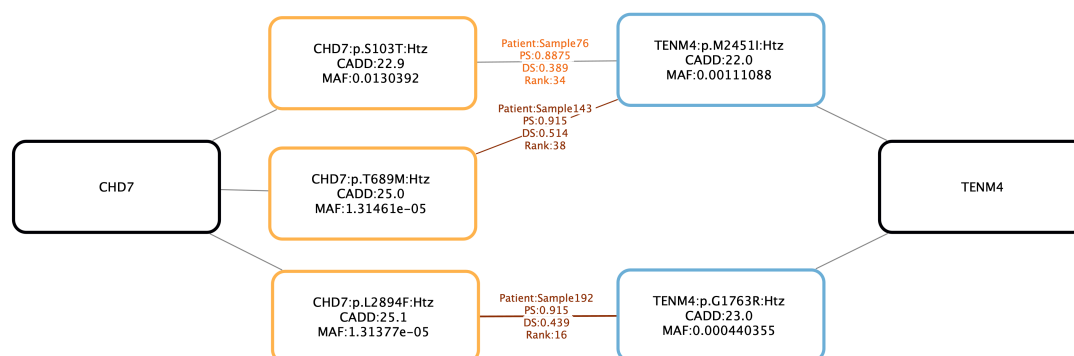 CHD7:p.S103T:Htz
CADD:22.9
MAF:0.0130392
Patient:Sample76
PS:0.8875
DS:0.389
Rank:34
TENM4:p.M2451I:Htz
CADD:22.0
MAF:0.00111088
CHD7
CHD7:p.T689M:Htz
CADD:25.0
MAF:1.31461e-05
Patient:Sample143
PS:0.915
DS:0.514
Rank:38
TENM4
CHD7:p.L2894F:Htz
CADD:25.1
MAF:1.31377e-05
Patient:Sample192
PS:0.915
DS:0.439
Rank:16
TENM4:p.G1763R:Htz
CADD:23.0
MAF:0.000440355